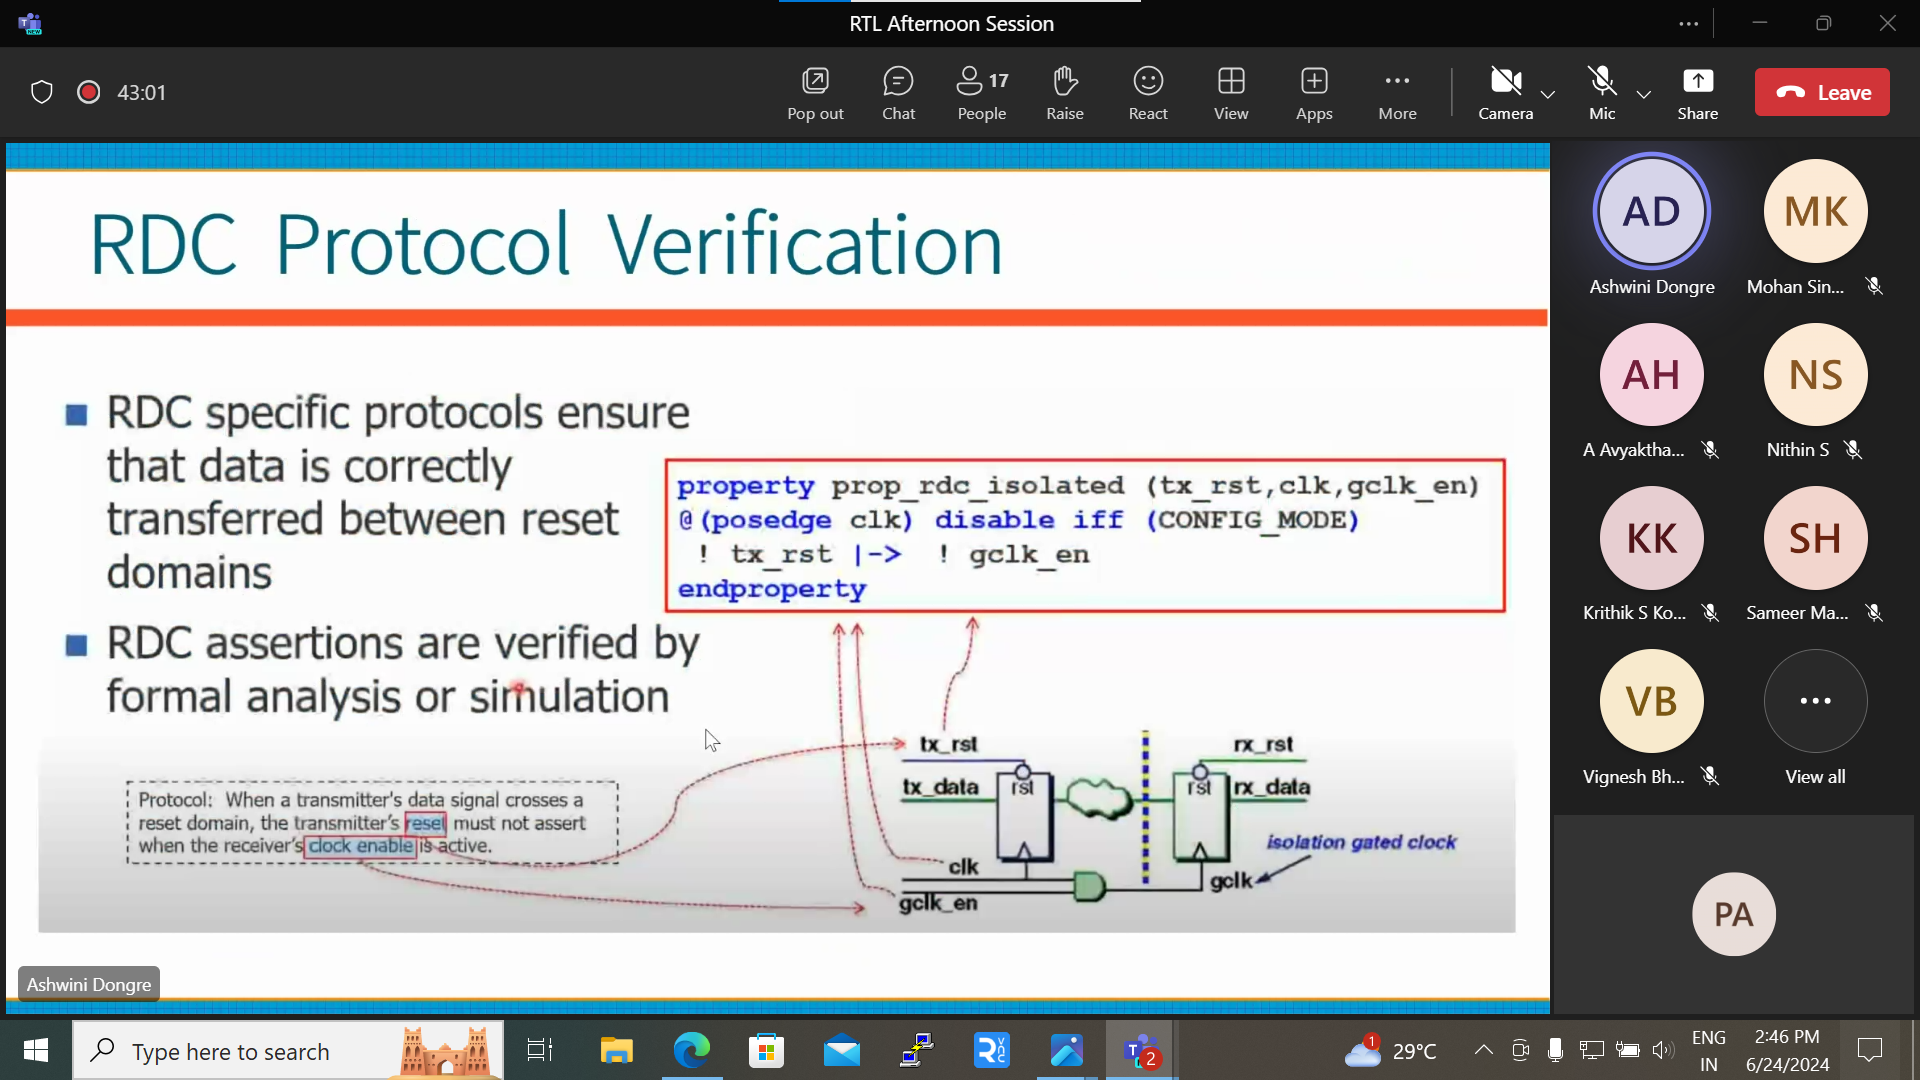 RTL Afternoon Session
43:01
Pop out
Chat
17
People
Raise
React
View
Apps
More
Camera
Mic
Share
Leave
RDC Protocol Verification
RDC specific protocols ensure
that data is correctly
transferred between reset
domains
property prop_rdc_isolated (tx_rst,clk,gclk_en)
@(posedge clk) disable iff (CONFIG_MODE)
! tx_rst |-> ! gclk_en
endproperty
RDC assertions are verified by
formal analysis or simulation
Protocol: When a transmitter's data signal crosses a
reset domain, the transmitter's reset must not assert
when the receiver's clock enable is active.
tx_rst
rx_rst
tx_data
rst
rst
rx_data
isolation gated clock
clk
gclk
gclk_en
Ashwini Dongre
AD
MK
Ashwini Dongre
Mohan Sin...
AH
NS
A Avyaktha...
Nithin S
KK
SH
Krithik S Ko...
Sameer Ma...
VB
Vignesh Bh...
View all
PA
Type here to search
2
1
29°C
ENG
IN
2:46 PM
6/24/2024